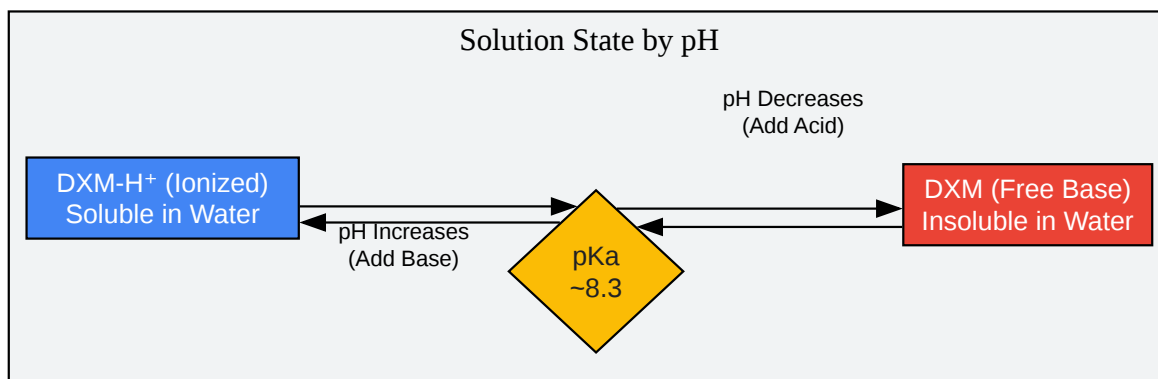 Solution State by pH
pH Decreases
(Add Acid)
DXM-H⁺ (Ionized)
Soluble in Water
DXM (Free Base)
Insoluble in Water
pH Increases
(Add Base)
pKa
~8.3